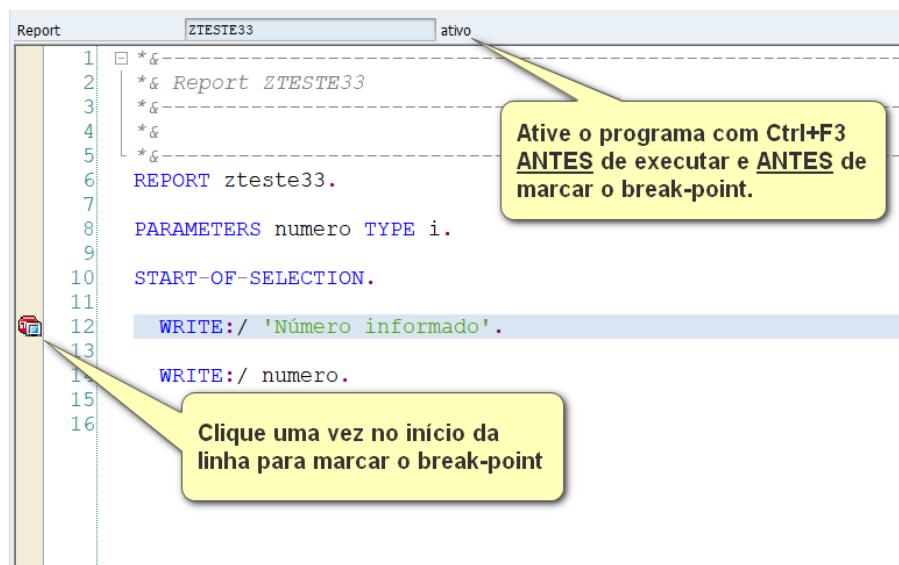 Report ZTESTE33 ativo
1 *&---------------------------------------------------------------------
2 *& Report ZTESTE33
3 *&---------------------------------------------------------------------
4 *&
5 *&---------------------------------------------------------------------
6 REPORT zteste33.
7
8 PARAMETERS numero TYPE i.
9
10 START-OF-SELECTION.
11
12 WRITE:/ 'Número informado'.
13
14 WRITE:/ numero.
15
16
Ative o programa com Ctrl+F3
ANTES de executar e ANTES de
marcar o break-point.
Clique uma vez no início da
linha para marcar o break-point